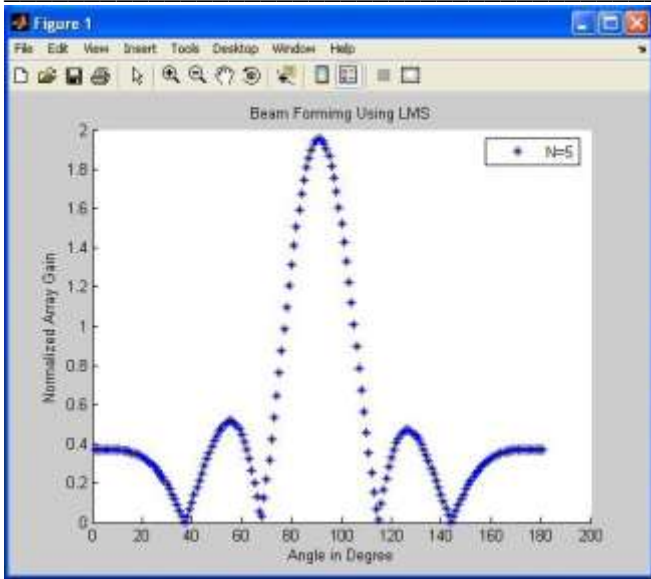 Figure 1
File Edit View Insert Tools Desktop Window Help
Beam Formimg Using LMS
N=5
Normalized Array Gain
2
1.8
1.6
1.4
1.2
1
0.8
0.6
0.4
0.2
0
0 20 40 60 80 100 120 140 160 180 200
Angle in Degree